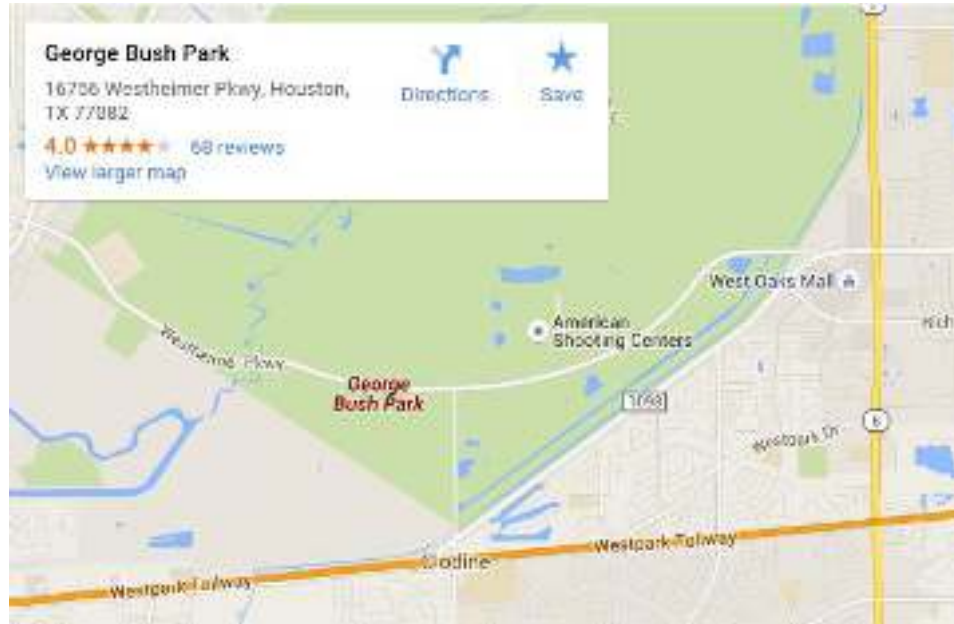 George Bush Park
Directions
Save
16756 Westheimer Pkwy, Houston,
TX 77082
4.0
68 reviews
View larger map
West Oaks Mall
American
Shooting Centers
Westheimer Pkwy
George
Bush Park
1093
6
Westpark Dr
Westpark Tollway
Clodine
Westpark Tollway